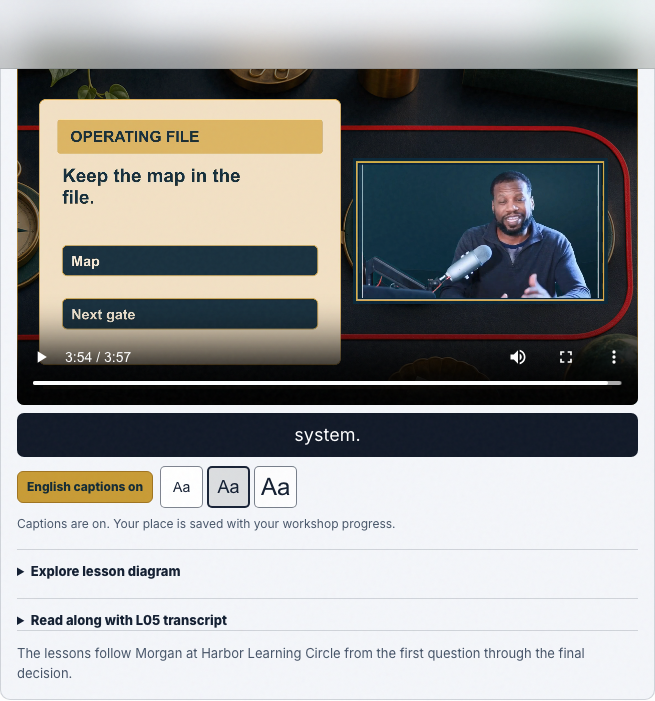 OPERATING FILE
Keep the map in the
file.
Map
Next gate
3:54 / 3:57
system.
English captions on
Aa
Aa
Aa
Captions are on. Your place is saved with your workshop progress.
Explore lesson diagram
Read along with L05 transcript
The lessons follow Morgan at Harbor Learning Circle from the first question through the final
decision.